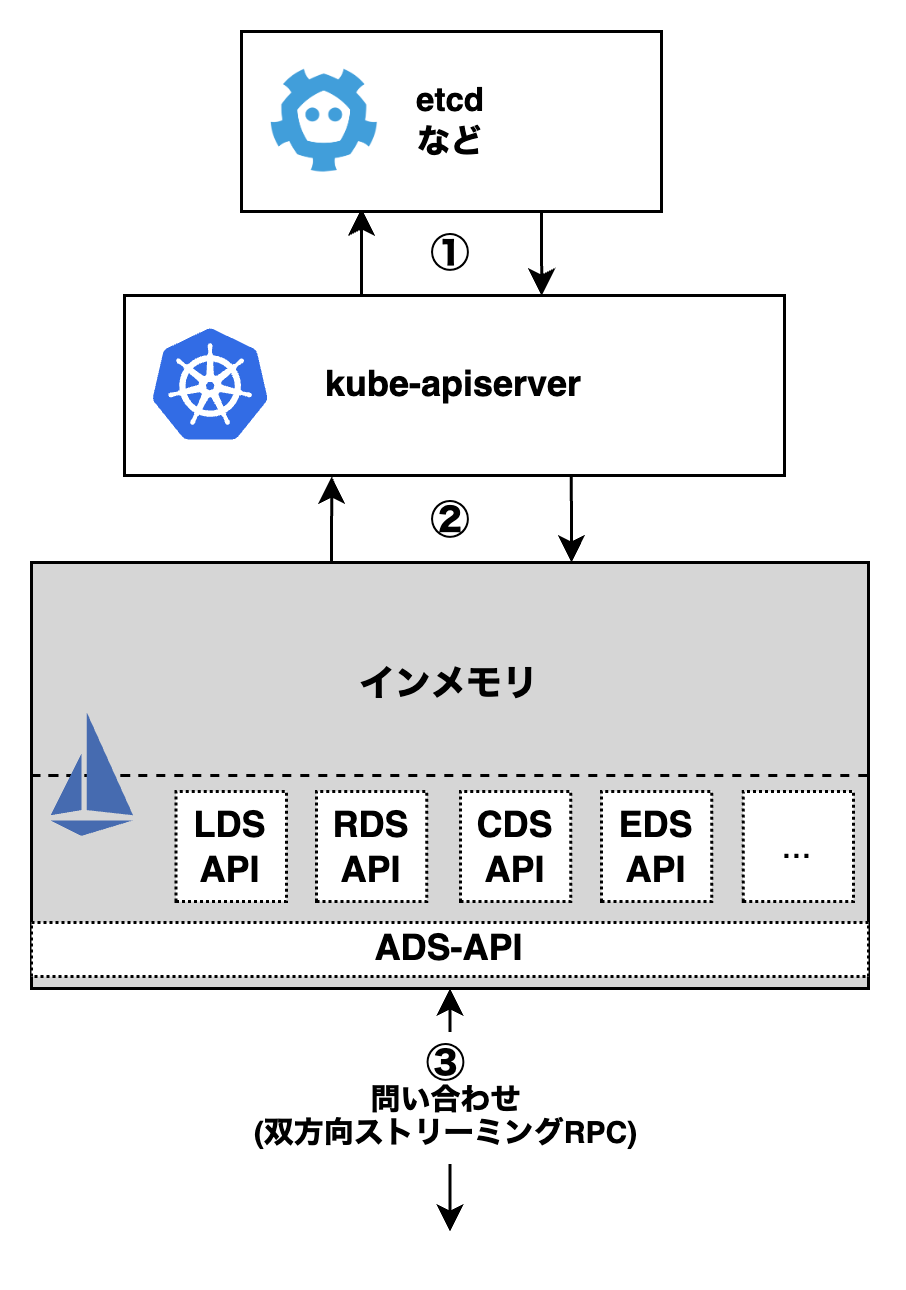 etcd
など
①
kube-apiserver
②
インメモリ
LDS
API
RDS
API
CDS
API
EDS
API
...
ADS-API
③
問い合わせ
(双方向ストリーミングRPC)